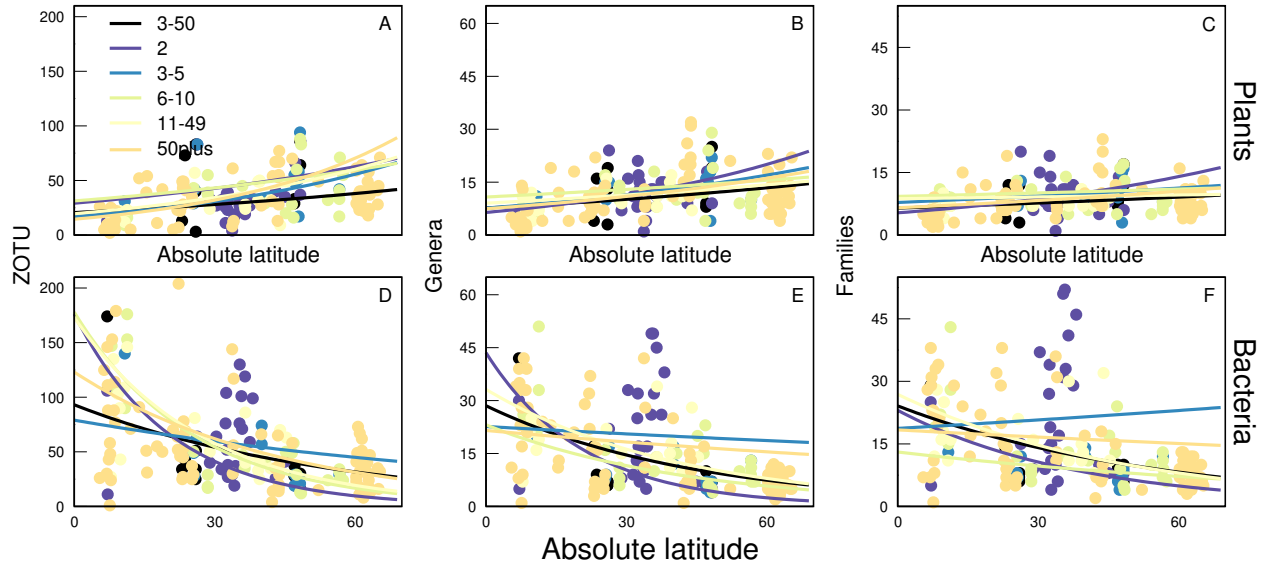 200
150
100
50
0
ZOTU
3-50
2
3-5
6-10
11-49
50plus
A
Absolute latitude
60
45
30
15
0
Genera
B
Absolute latitude
45
30
15
0
Families
C
Absolute latitude
Plants
200
150
100
50
0
D
0 30 60
60
45
30
15
0
E
0 30 60
45
30
15
0
F
0 30 60
Bacteria
Absolute latitude